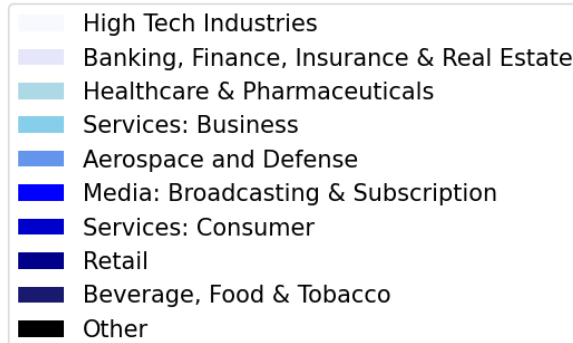 High Tech Industries
Banking, Finance, Insurance & Real Estate
Healthcare & Pharmaceuticals
Services: Business
Aerospace and Defense
Media: Broadcasting & Subscription
Services: Consumer
Retail
Beverage, Food & Tobacco
Other